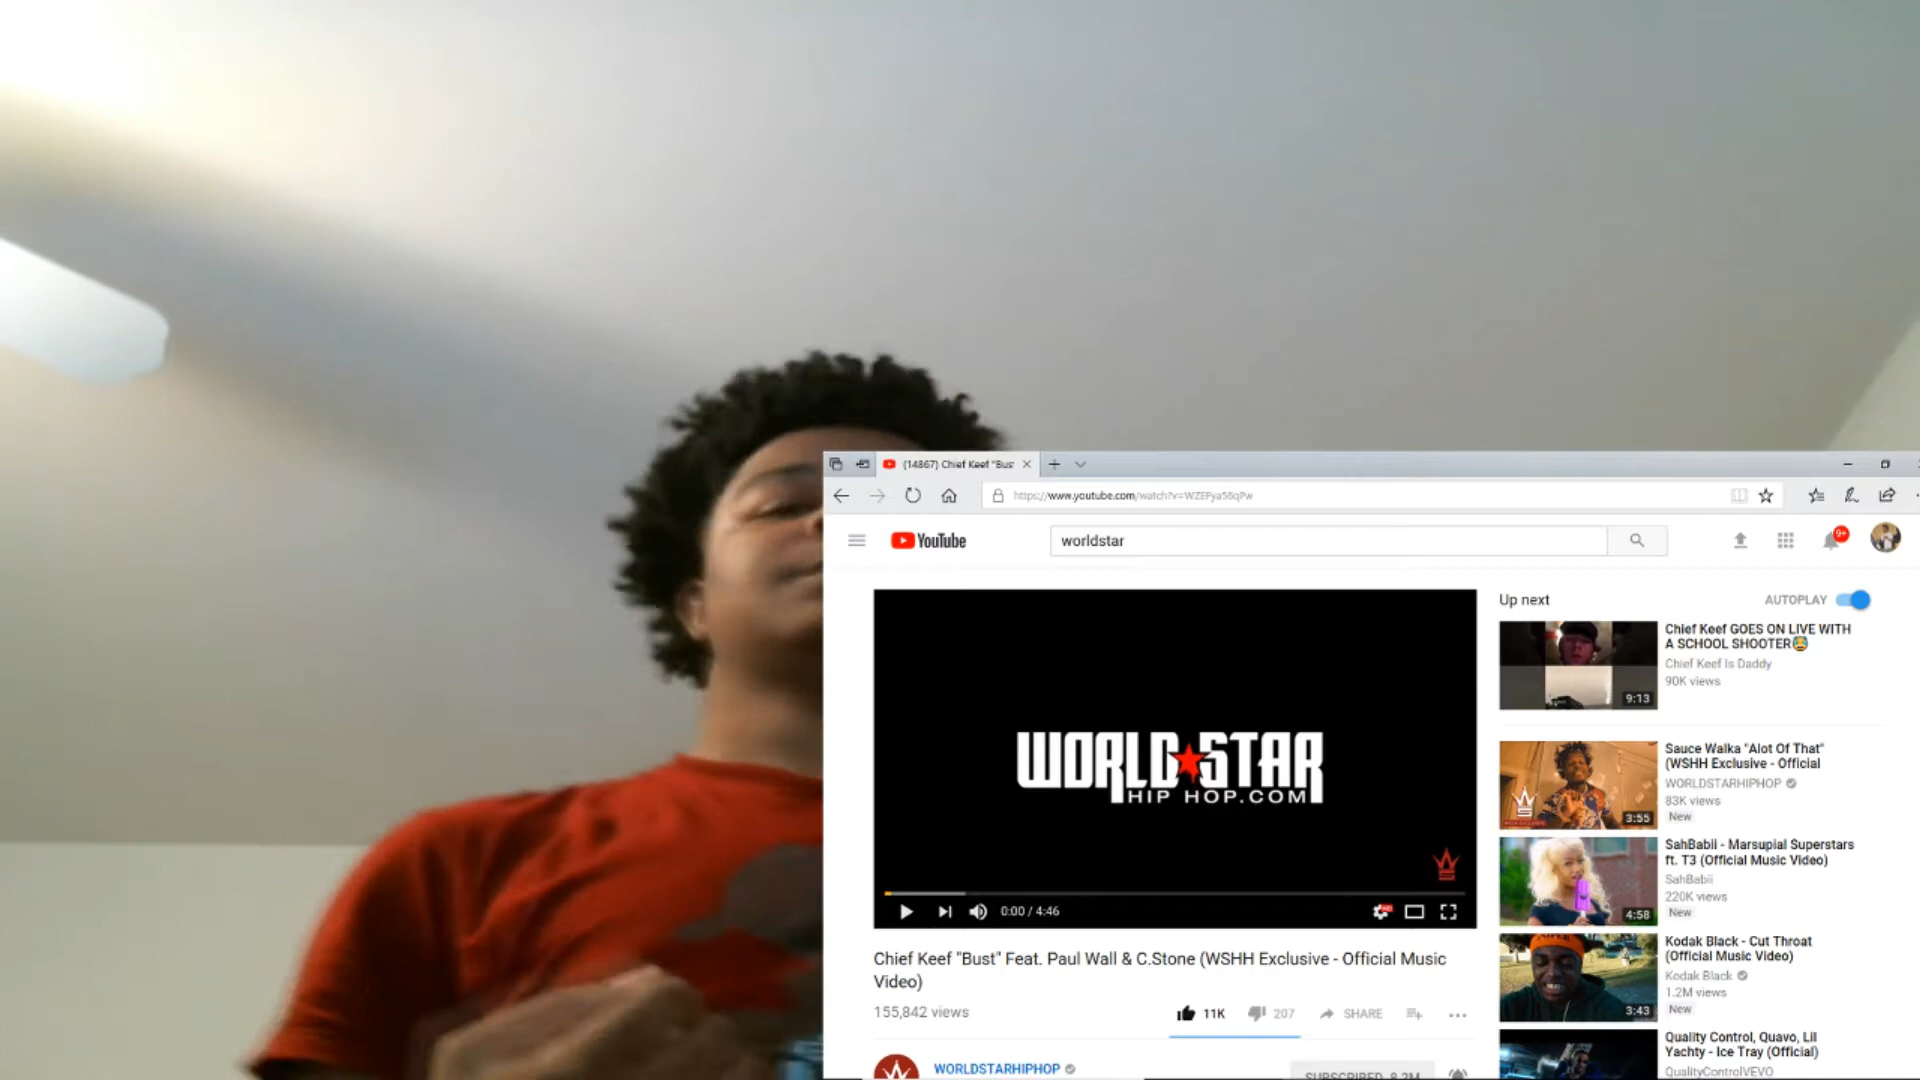 (14867) Chief Keef "Bus
https://www.youtube.com/watch?v=WZEPya56qPw
YouTube
worldstar
9+
WORLD STAR
HIP HOP.COM
0:00 / 4:46
HD
Chief Keef "Bust" Feat. Paul Wall & C.Stone (WSHH Exclusive - Official Music
Video)
155,842 views
11K
207
SHARE
WORLDSTARHIPHOP
SUBSCRIBED 8.2M
Up next
AUTOPLAY
9:13
Chief Keef GOES ON LIVE WITH
A SCHOOL SHOOTER
Chief Keef Is Daddy
90K views
3:55
Sauce Walka "Alot Of That"
(WSHH Exclusive - Official
WORLDSTARHIPHOP
83K views
New
4:58
SahBabii - Marsupial Superstars
ft. T3 (Official Music Video)
SahBabii
220K views
New
3:43
Kodak Black - Cut Throat
(Official Music Video)
Kodak Black
1.2M views
New
Quality Control, Quavo, Lil
Yachty - Ice Tray (Official)
QualityControlVEVO